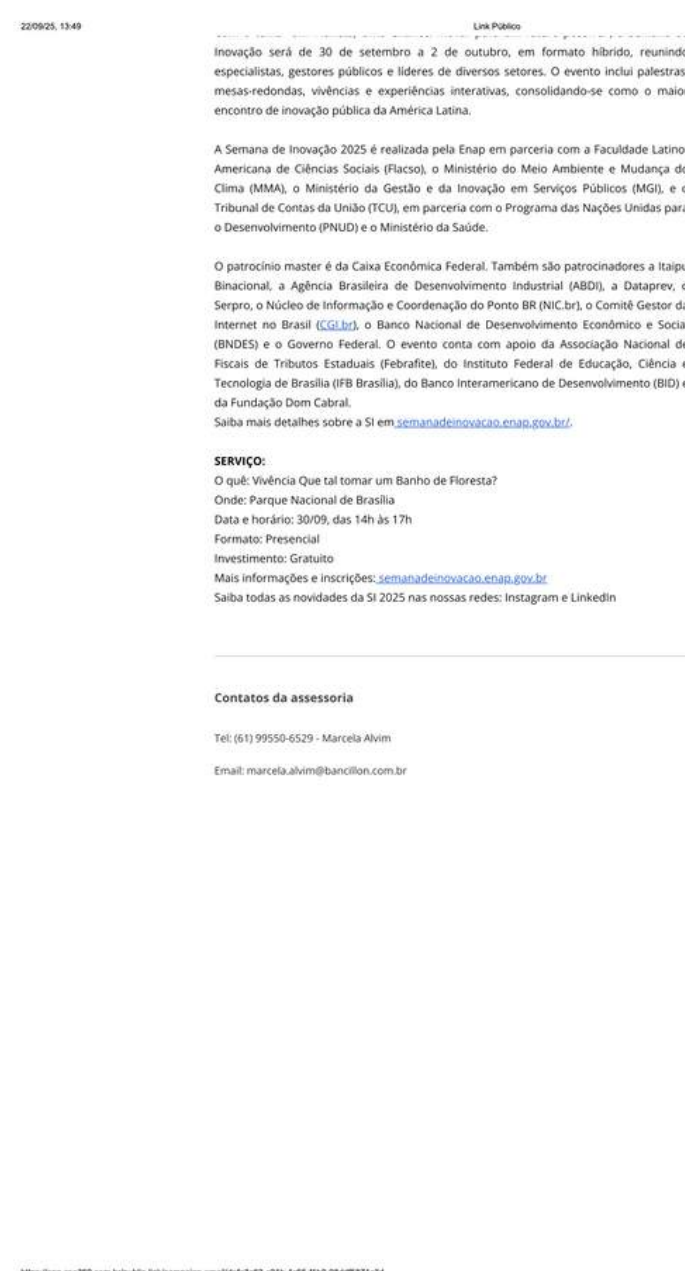 22/09/25, 13:49
Link Público
Inovação será de 30 de setembro a 2 de outubro, em formato híbrido, reunindo
especialistas, gestores públicos e líderes de diversos setores. O evento inclui palestras,
mesas-redondas, vivências e experiências interativas, consolidando-se como o maior
encontro de inovação pública da América Latina.
A Semana de Inovação 2025 é realizada pela Enap em parceria com a Faculdade Latino-
Americana de Ciências Sociais (Flacso), o Ministério do Meio Ambiente e Mudança do
Clima (MMA), o Ministério da Gestão e da Inovação em Serviços Públicos (MGI), e o
Tribunal de Contas da União (TCU), em parceria com o Programa das Nações Unidas para
o Desenvolvimento (PNUD) e o Ministério da Saúde.
O patrocínio master é da Caixa Econômica Federal. Também são patrocinadores a Itaipu
Binacional, a Agência Brasileira de Desenvolvimento Industrial (ABDI), a Dataprev, o
Serpro, o Núcleo de Informação e Coordenação do Ponto BR (NIC.br), o Comitê Gestor da
Internet no Brasil (CGI.br), o Banco Nacional de Desenvolvimento Econômico e Social
(BNDES) e o Governo Federal. O evento conta com apoio da Associação Nacional de
Fiscais de Tributos Estaduais (Febrafite), do Instituto Federal de Educação, Ciência e
Tecnologia de Brasília (IFB Brasília), do Banco Interamericano de Desenvolvimento (BID) e
da Fundação Dom Cabral.
Saiba mais detalhes sobre a SI em semanadeinovacao.enap.gov.br/.
SERVIÇO:
O quê: Vivência Que tal tomar um Banho de Floresta?
Onde: Parque Nacional de Brasília
Data e horário: 30/09, das 14h às 17h
Formato: Presencial
Investimento: Gratuito
Mais informações e inscrições: semanadeinovacao.enap.gov.br
Saiba todas as novidades da SI 2025 nas nossas redes: Instagram e LinkedIn
Contatos da assessoria
Tel: (61) 99550-6529 - Marcela Alvim
Email: marcela.alvim@bancillon.com.br